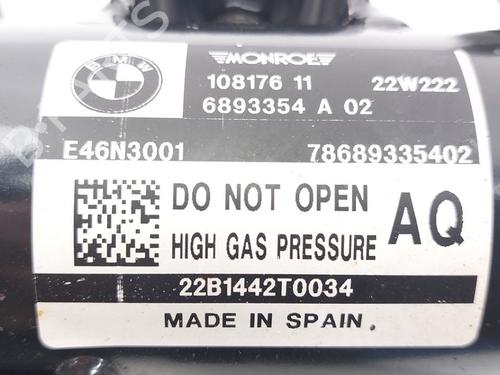 BMW
MONROE
108176 11 22W222
6893354 A 02
E46N3001 78689335402
DO NOT OPEN
HIGH GAS PRESSURE
AQ
22B1442T0034
MADE IN SPAIN